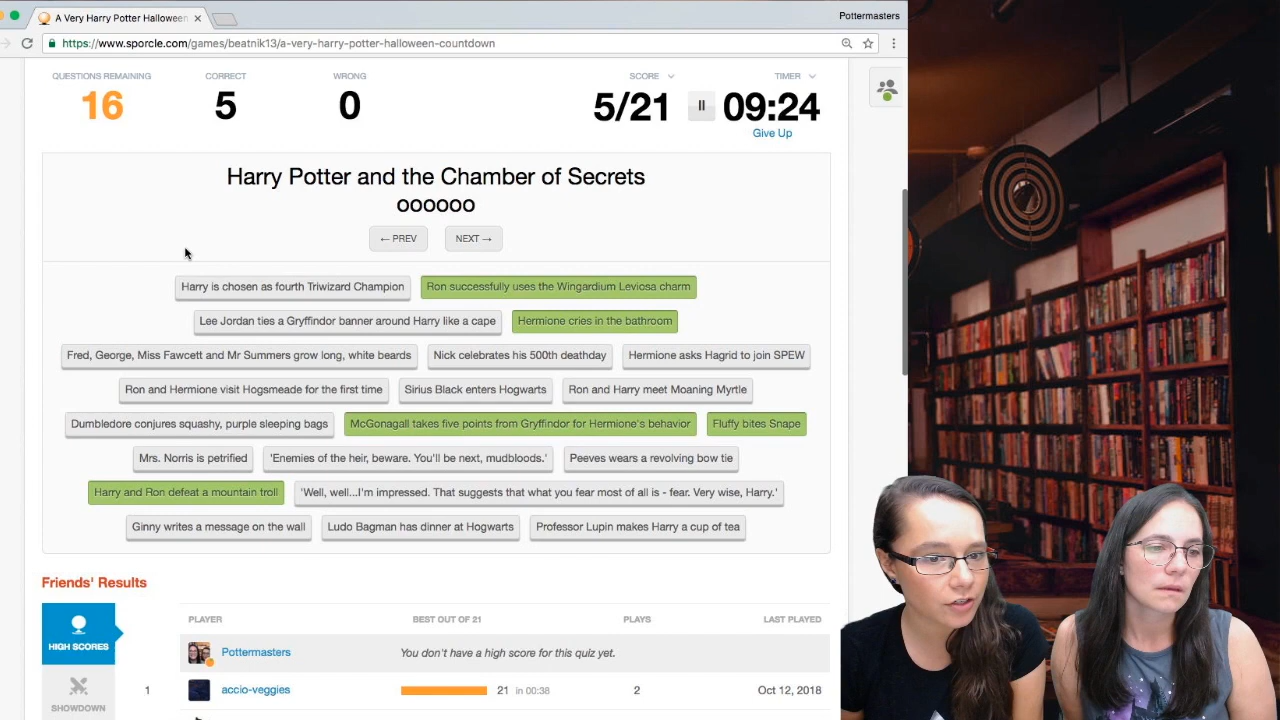 A Very Harry Potter Halloween
Pottermasters
https://www.sporcle.com/games/beatnik13/a-very-harry-potter-halloween-countdown
QUESTIONS REMAINING CORRECT WRONG SCORE TIMER
16 5 0 5/21 09:24
Give Up
Harry Potter and the Chamber of Secrets
oooooo
← PREV NEXT →
Harry is chosen as fourth Triwizard Champion Ron successfully uses the Wingardium Leviosa charm
Lee Jordan ties a Gryffindor banner around Harry like a cape Hermione cries in the bathroom
Fred, George, Miss Fawcett and Mr Summers grow long, white beards Nick celebrates his 500th deathday Hermione asks Hagrid to join SPEW
Ron and Hermione visit Hogsmeade for the first time Sirius Black enters Hogwarts Ron and Harry meet Moaning Myrtle
Dumbledore conjures squashy, purple sleeping bags McGonagall takes five points from Gryffindor for Hermione's behavior Fluffy bites Snape
Mrs. Norris is petrified 'Enemies of the heir, beware. You'll be next, mudbloods.' Peeves wears a revolving bow tie
Harry and Ron defeat a mountain troll 'Well, well...I'm impressed. That suggests that what you fear most of all is - fear. Very wise, Harry.'
Ginny writes a message on the wall Ludo Bagman has dinner at Hogwarts Professor Lupin makes Harry a cup of tea
Friends' Results
PLAYER BEST OUT OF 21 PLAYS LAST PLAYED
HIGH SCORES
Pottermasters You don't have a high score for this quiz yet.
1 accio-veggies 21 in 00:38 2 Oct 12, 2018
SHOWDOWN